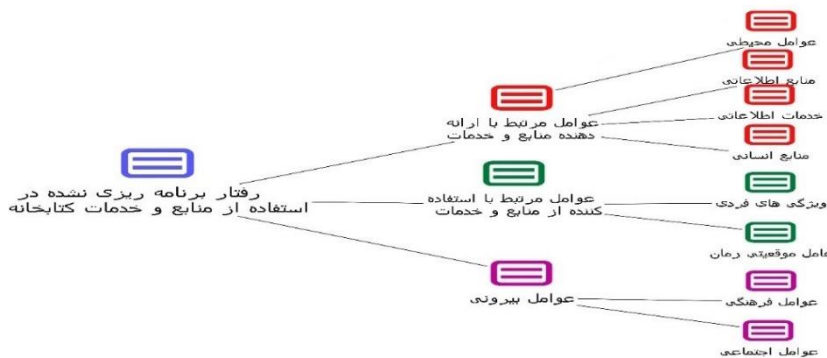 رفتار برنامه ریزی نشده در
استفاده از منابع و خدمات کتابخانه
عوامل مرتبط با ارائه
دهنده منابع و خدمات
عوامل محیطی
منابع اطلاعاتی
خدمات اطلاعاتی
منابع انسانی
عوامل مرتبط با استفاده
کننده از منابع و خدمات
ویژگی های فردی
عامل موقعیتی زمان
عوامل بیرونی
عوامل فرهنگی
عوامل اجتماعی